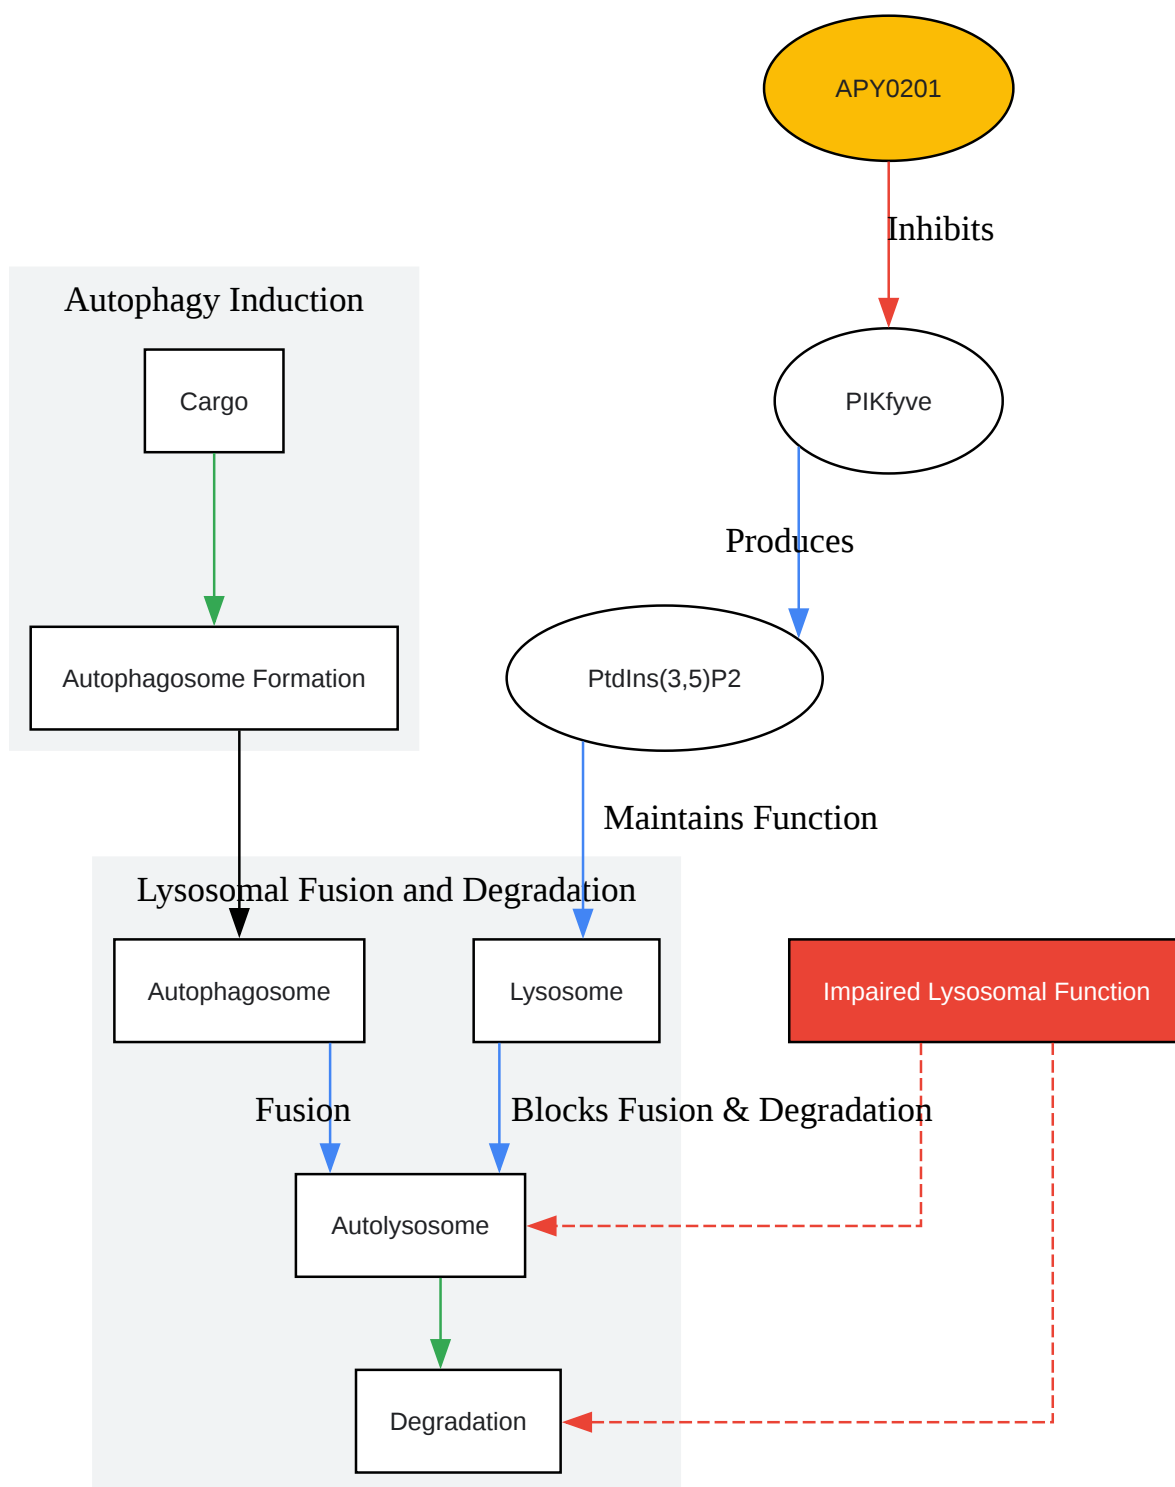 APY0201
Inhibits
Autophagy Induction
Cargo
PIKfyve
Produces
Autophagosome Formation
PtdIns(3,5)P2
Maintains Function
Lysosomal Fusion and Degradation
Autophagosome
Lysosome
Impaired Lysosomal Function
Fusion
Blocks Fusion & Degradation
Autolysosome
Degradation